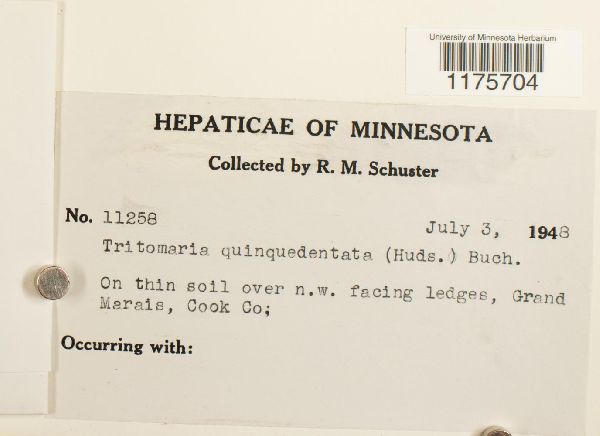 University of Minnesota Herbarium
1175704
HEPATICAE OF MINNESOTA
Collected by R. M. Schuster
No. 11258 July 3, 1948
Tritomaria quinquedentata (Huds.) Buch.
On thin soil over n.w. facing ledges, Grand
Marais, Cook Co;
Occurring with: